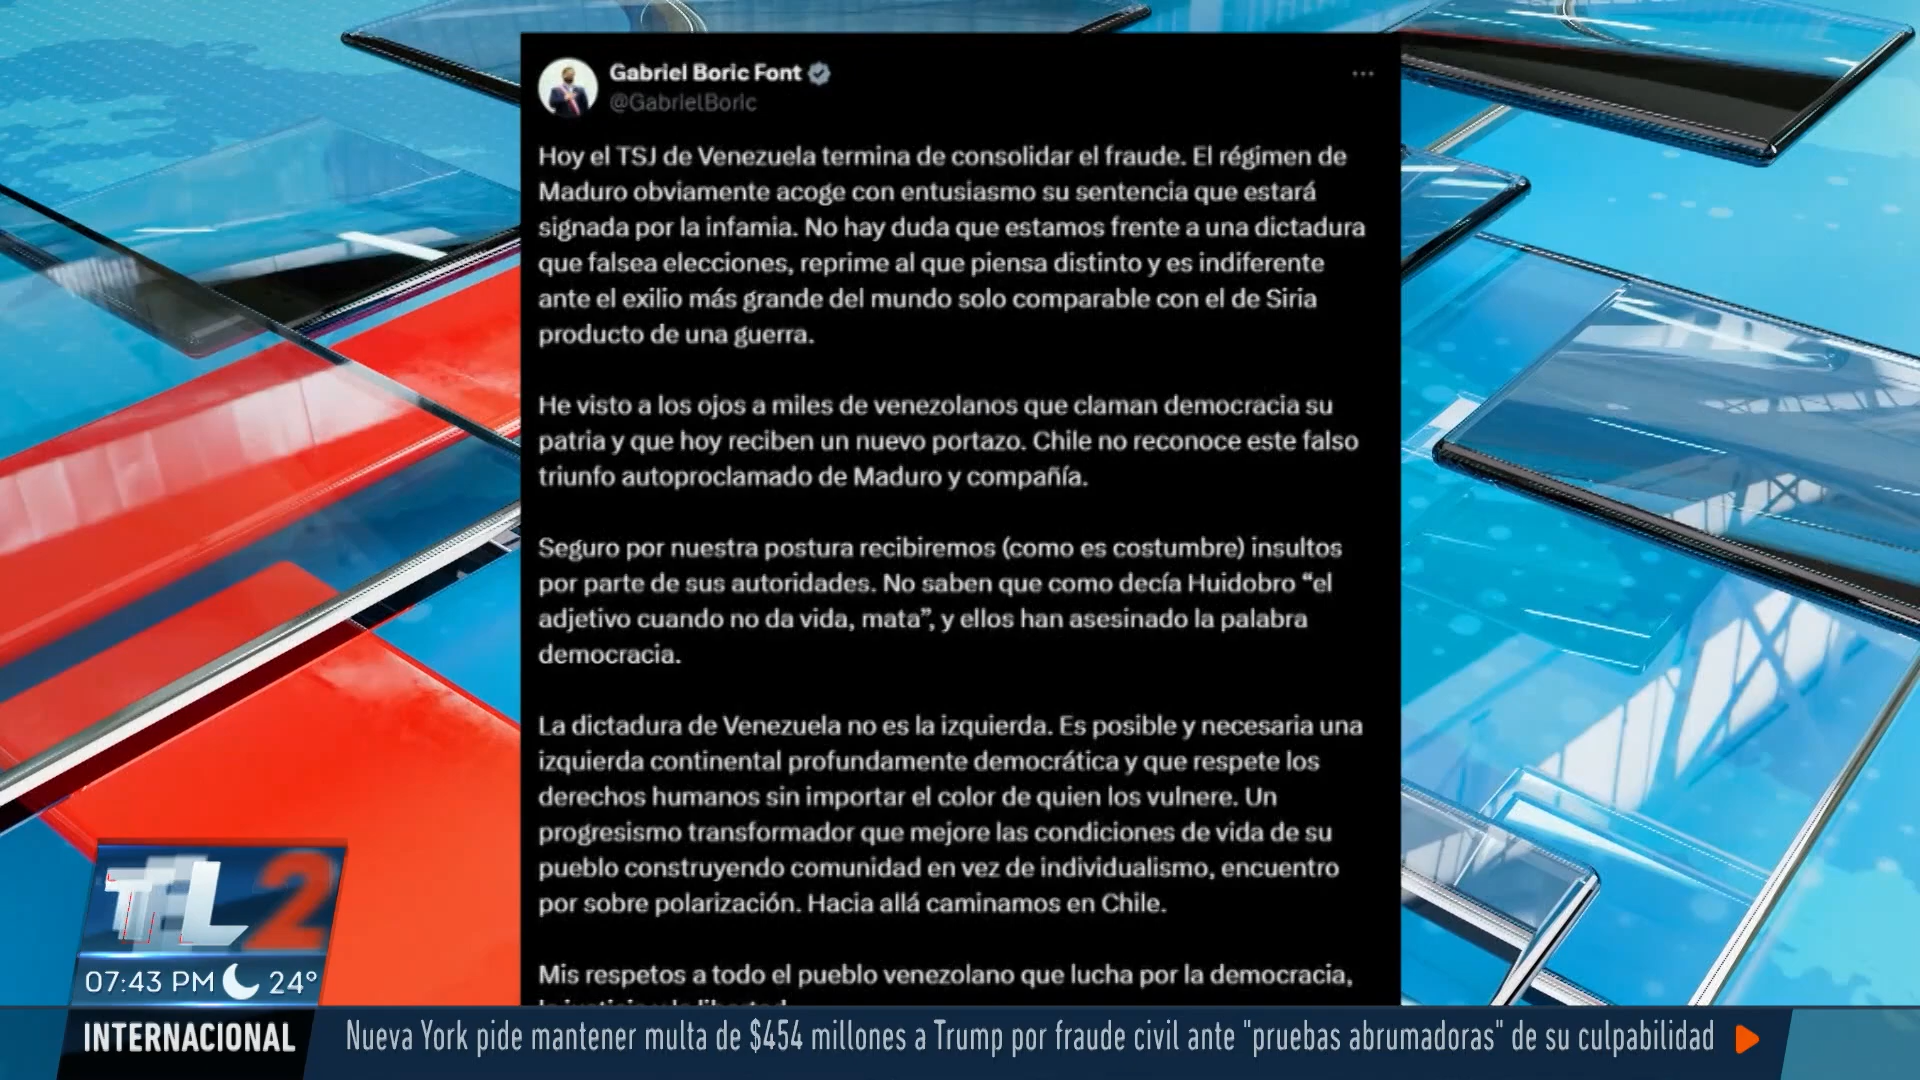 Gabriel Boric Font
@GabrielBoric
Hoy el TSJ de Venezuela termina de consolidar el fraude. El régimen de
Maduro obviamente acoge con entusiasmo su sentencia que estará
signada por la infamia. No hay duda que estamos frente a una dictadura
que falsea elecciones, reprime al que piensa distinto y es indiferente
ante el exilio más grande del mundo solo comparable con el de Siria
producto de una guerra.
He visto a los ojos a miles de venezolanos que claman democracia su
patria y que hoy reciben un nuevo portazo. Chile no reconoce este falso
triunfo autoproclamado de Maduro y compañía.
Seguro por nuestra postura recibiremos (como es costumbre) insultos
por parte de sus autoridades. No saben que como decía Huidobro “el
adjetivo cuando no da vida, mata”, y ellos han asesinado la palabra
democracia.
La dictadura de Venezuela no es la izquierda. Es posible y necesaria una
izquierda continental profundamente democrática y que respete los
derechos humanos sin importar el color de quien los vulnere. Un
progresismo transformador que mejore las condiciones de vida de su
pueblo construyendo comunidad en vez de individualismo, encuentro
por sobre polarización. Hacia allá caminamos en Chile.
Mis respetos a todo el pueblo venezolano que lucha por la democracia,
2
07:43 PM 24°
INTERNACIONAL
Nueva York pide mantener multa de $454 millones a Trump por fraude civil ante "pruebas abrumadoras" de su culpabilidad